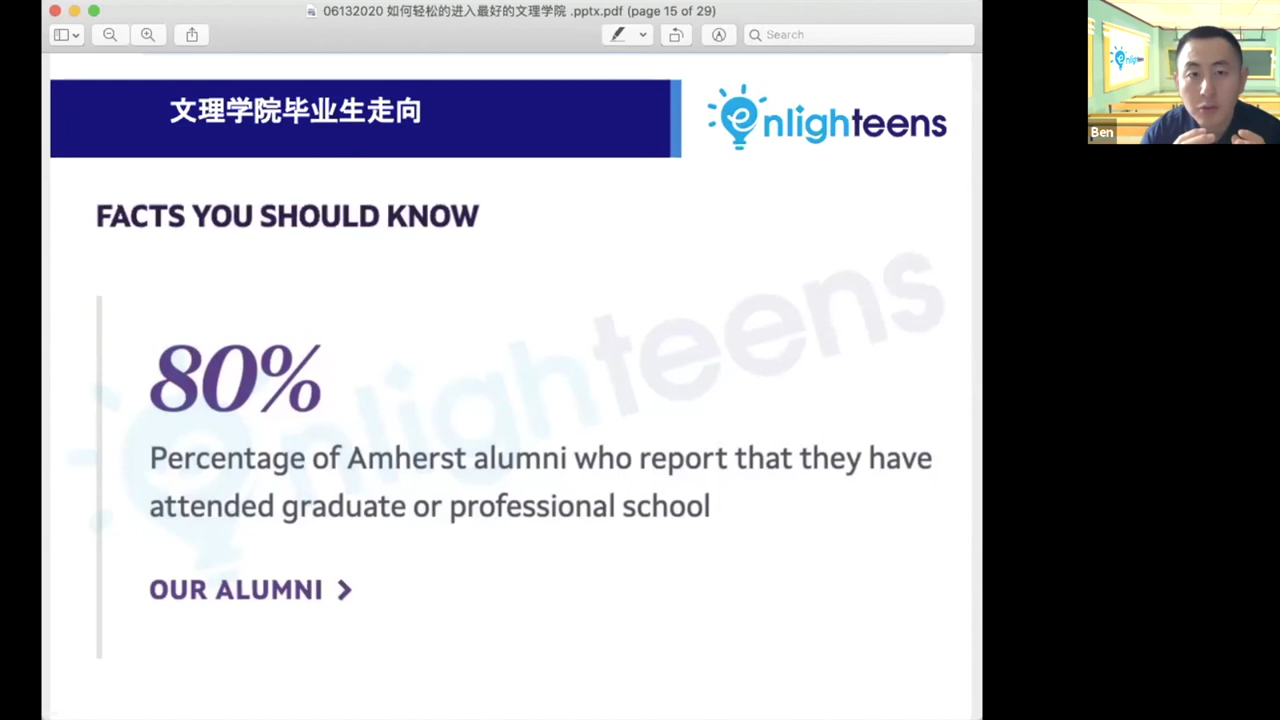 06132020 如何轻松的进入最好的文理学院 .pptx.pdf (page 15 of 29)
Search
文理学院毕业生走向
enlighteens
FACTS YOU SHOULD KNOW
enlighteens
80%
Percentage of Amherst alumni who report that they have
attended graduate or professional school
OUR ALUMNI
enlighteens
Ben